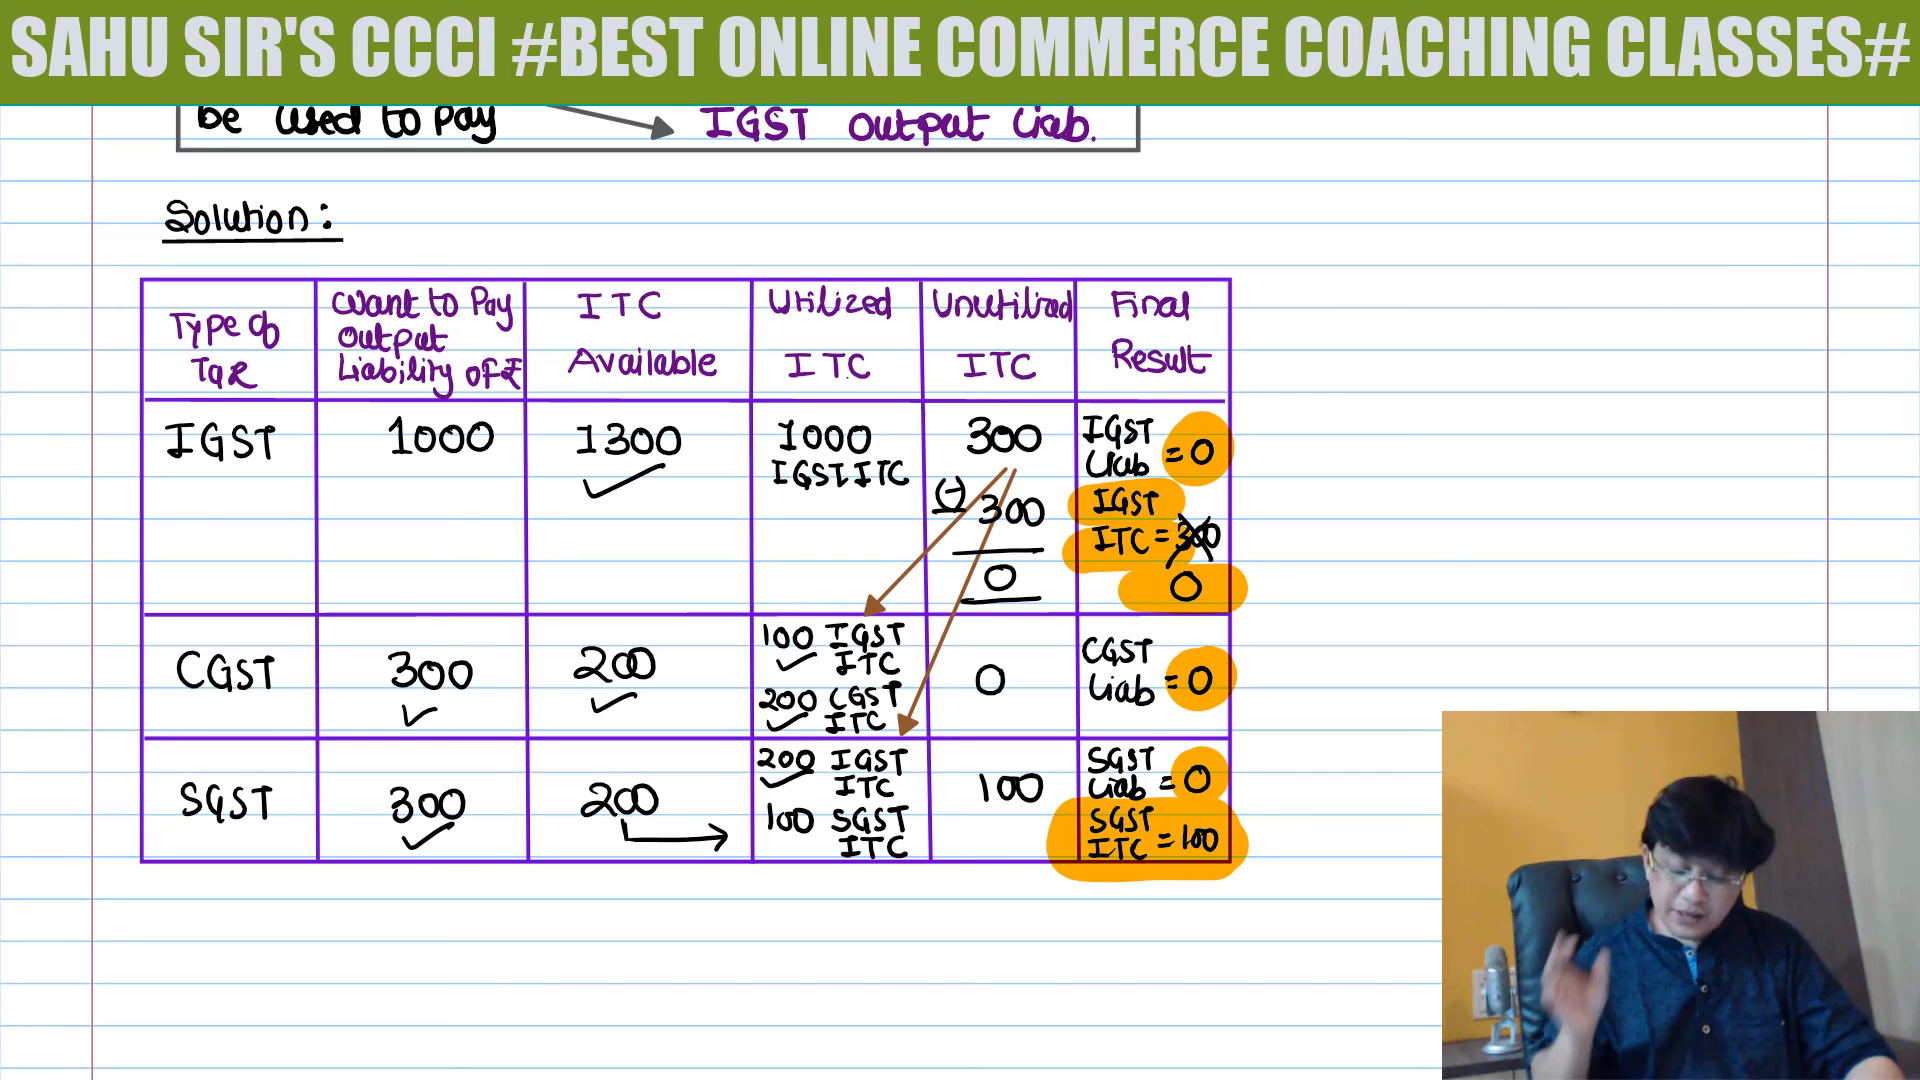 SAHU SIR'S CCCI #BEST ONLINE COMMERCE COACHING CLASSES#
be used to Pay
IGST output Liab.
Solution:
Type of Tax
Want to Pay Output Liability of ₹
ITC Available
Utilized ITC
Unutilized ITC
Final Result
IGST
1000
1300
1000
IGST ITC
300
(-) 300
0
IGST Liab = 0
IGST
ITC = 300
0
CGST
300
200
100 IGST
ITC
200 CGST
ITC
0
CGST
Liab = 0
SGST
300
200
200 IGST
ITC
100 SGST
ITC
100
SGST
Liab = 0
SGST
ITC = 100